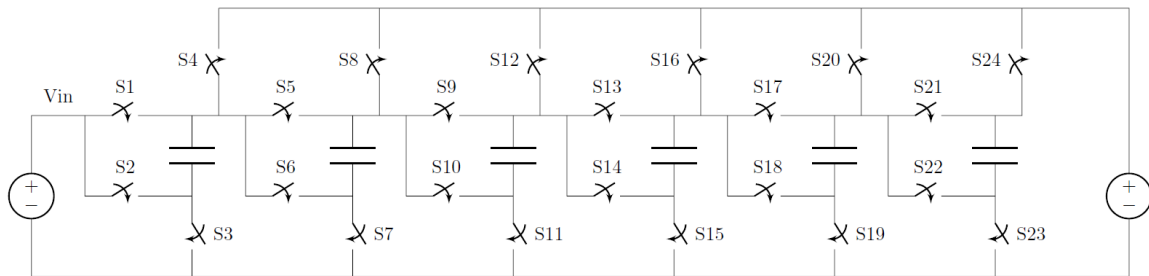 S4 S8 S12 S16 S20 S24
Vin S1 S5 S9 S13 S17 S21
S2 S6 S10 S14 S18 S22
+ +
− −
S3 S7 S11 S15 S19 S23